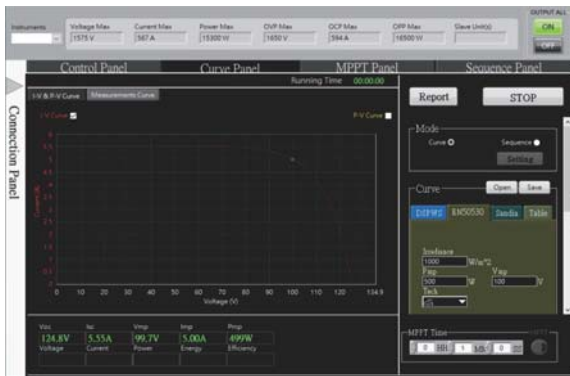 OUTPUT ALL
Instruments Voltage Max Current Max Power Max OVP Max OCP Max OPP Max Slave Unit(s)
1575 V 567 A 15300 W 1650 V 594 A 16500 W
ON
OFF
Control Panel Curve Panel MPPT Panel Sequence Panel
Running Time 00:00:00
Connection Panel
I-V & P-V Curve Measurements Curve
I-V Curve P-V Curve
Current (A)
0 10 20 30 40 50 60 70 80 90 100 110 120 134.9
Voltage (V)
Voc Isc Vmp Imp Pmp
124.8V 5.55A 99.7V 5.00A 499W
Voltage Current Power Energy Efficiency
Report STOP
Mode
Curve Sequence
Setting
Curve Open Save
EN50530 Sandia Table
Irradiance
1000 W/m^2
Pmp Vmp
500 W 100 V
Tech
MPPT Time
0 HH